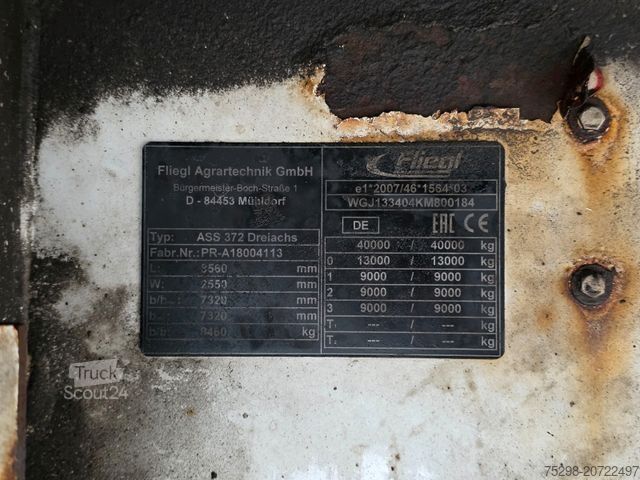 Fliegl Agrartechnik GmbH
Bürgermeister-Boch-Straße 1
D - 84453 Mühldorf
Typ: ASS 372 Dreiachs
Fabr.Nr.: PR-A18004113
L: 8560 mm
W: 2550 mm
7320 mm
7320 mm
8460 kg
Fliegl
e1*2007/46*1564*03
WGJ133404KM800184
DE EAC CE
40000 / 40000 kg
0 13000 / 13000 kg
1 9000 / 9000 kg
2 9000 / 9000 kg
3 9000 / 9000 kg
T. --- / --- kg
T. --- / --- kg
Truck
Scout24
75298-20722497